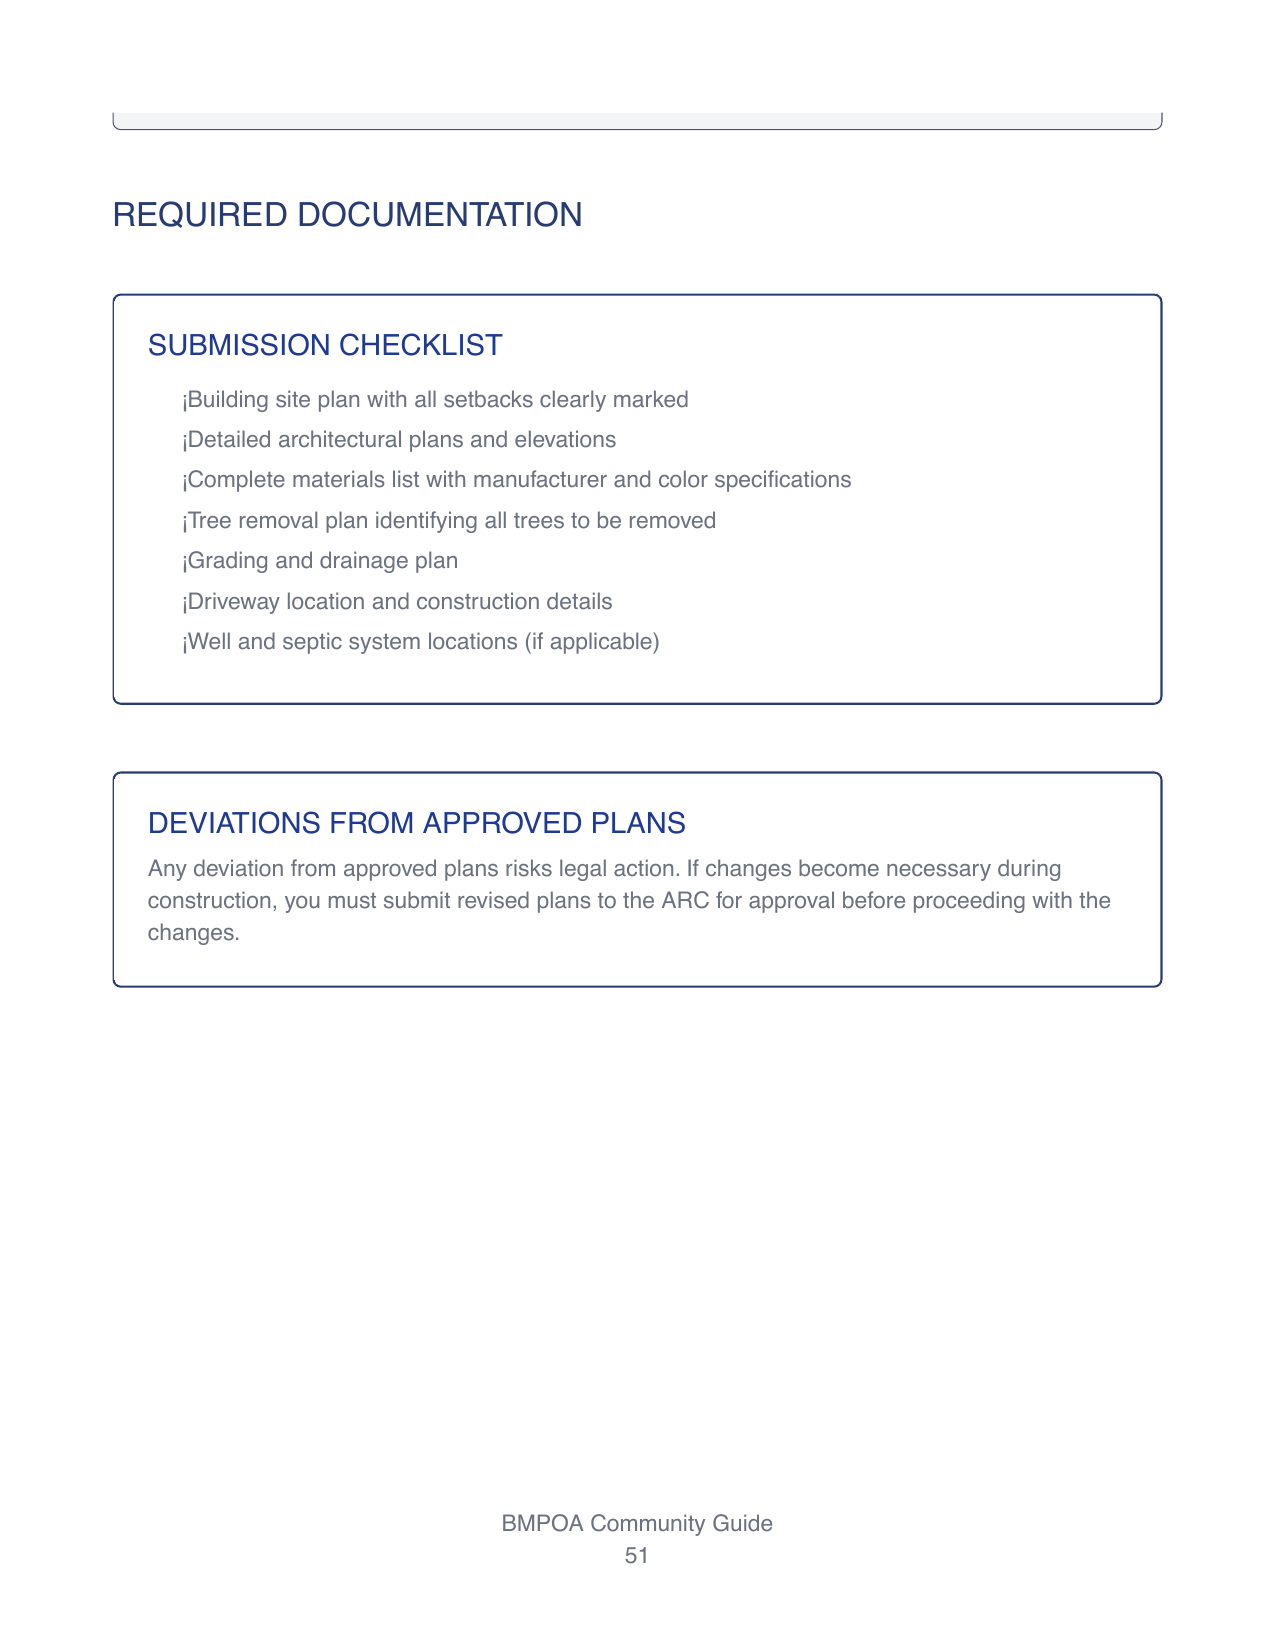 REQUIRED DOCUMENTATION
SUBMISSION CHECKLIST
¡Building site plan with all setbacks clearly marked
¡Detailed architectural plans and elevations
¡Complete materials list with manufacturer and color specifications
¡Tree removal plan identifying all trees to be removed
¡Grading and drainage plan
¡Driveway location and construction details
¡Well and septic system locations (if applicable)
DEVIATIONS FROM APPROVED PLANS
Any deviation from approved plans risks legal action. If changes become necessary during
construction, you must submit revised plans to the ARC for approval before proceeding with the
changes.
BMPOA Community Guide
51